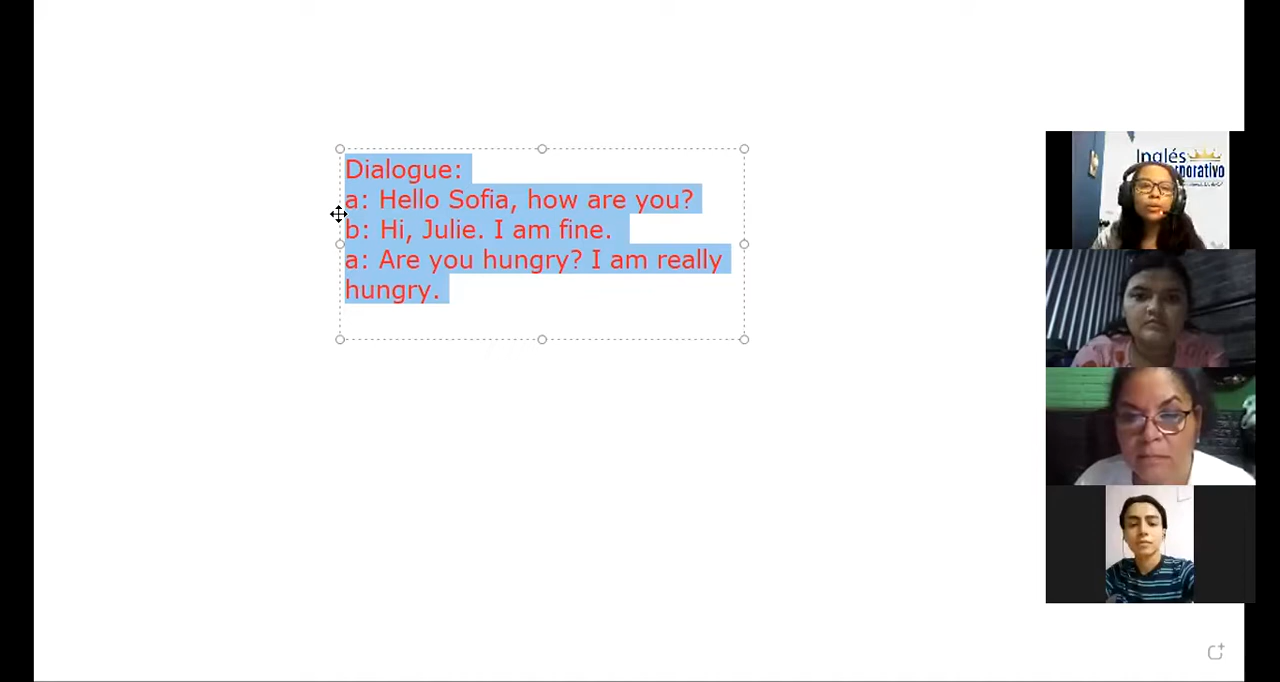 Dialogue:
a: Hello Sofia, how are you?
b: Hi, Julie. I am fine.
a: Are you hungry? I am really
hungry.
Inglés